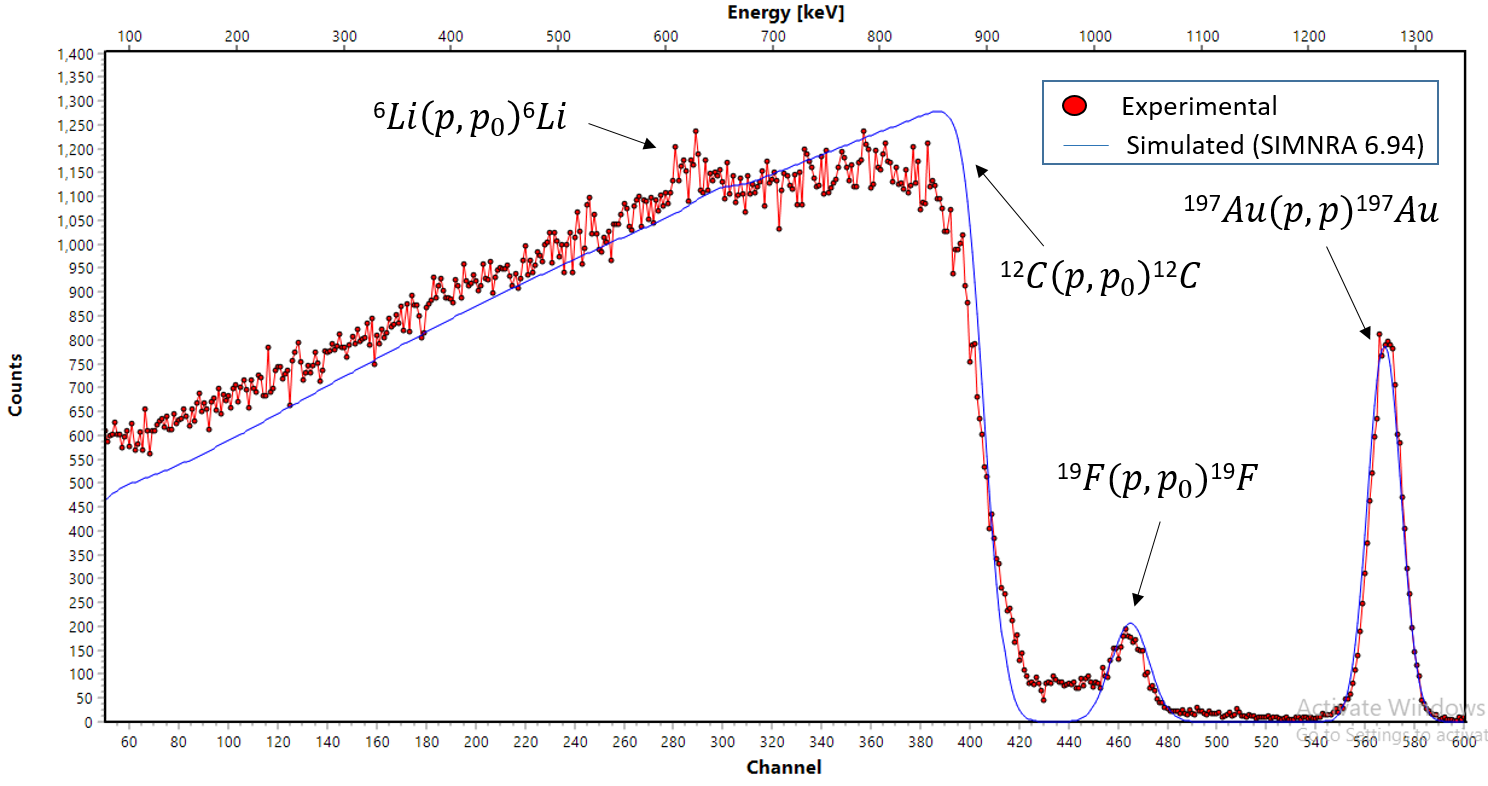 Energy [keV]
100 200 300 400 500 600 700 800 900 1000 1100 1200 1300
1,400
1,350
1,300
1,250
1,200
1,150
1,100
1,050
1,000
950
900
850
800
750
700
650
600
550
500
450
400
350
300
250
200
150
100
50
0
Counts
⁶Li(p, p₀)⁶Li
Experimental
Simulated (SIMNRA 6.94)
¹⁹⁷Au(p, p)¹⁹⁷Au
¹²C(p, p₀)¹²C
¹⁹F(p, p₀)¹⁹F
Activate Windows
Go to Settings to activat
60 80 100 120 140 160 180 200 220 240 260 280 300 320 340 360 380 400 420 440 460 480 500 520 540 560 580 600
Channel